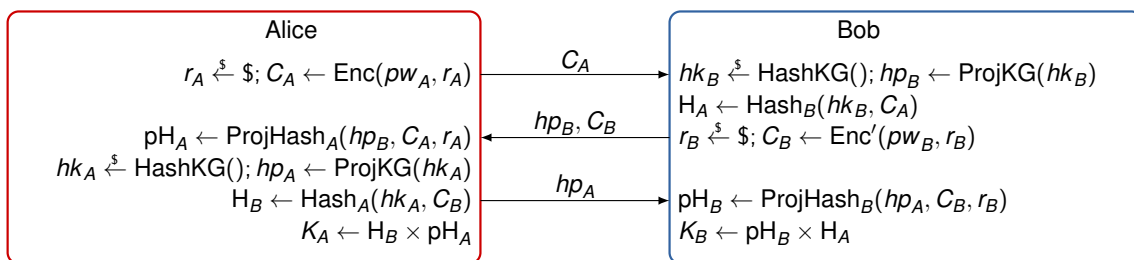 Alice
Bob
r_A ←$ $; C_A ← Enc(pw_A, r_A)
C_A
hk_B ←$ HashKG(); hp_B ← ProjKG(hk_B)
H_A ← Hash_B(hk_B, C_A)
pH_A ← ProjHash_A(hp_B, C_A, r_A)
hp_B, C_B
r_B ←$ $; C_B ← Enc′(pw_B, r_B)
hk_A ←$ HashKG(); hp_A ← ProjKG(hk_A)
H_B ← Hash_A(hk_A, C_B)
hp_A
pH_B ← ProjHash_B(hp_A, C_B, r_B)
K_A ← H_B × pH_A
K_B ← pH_B × H_A